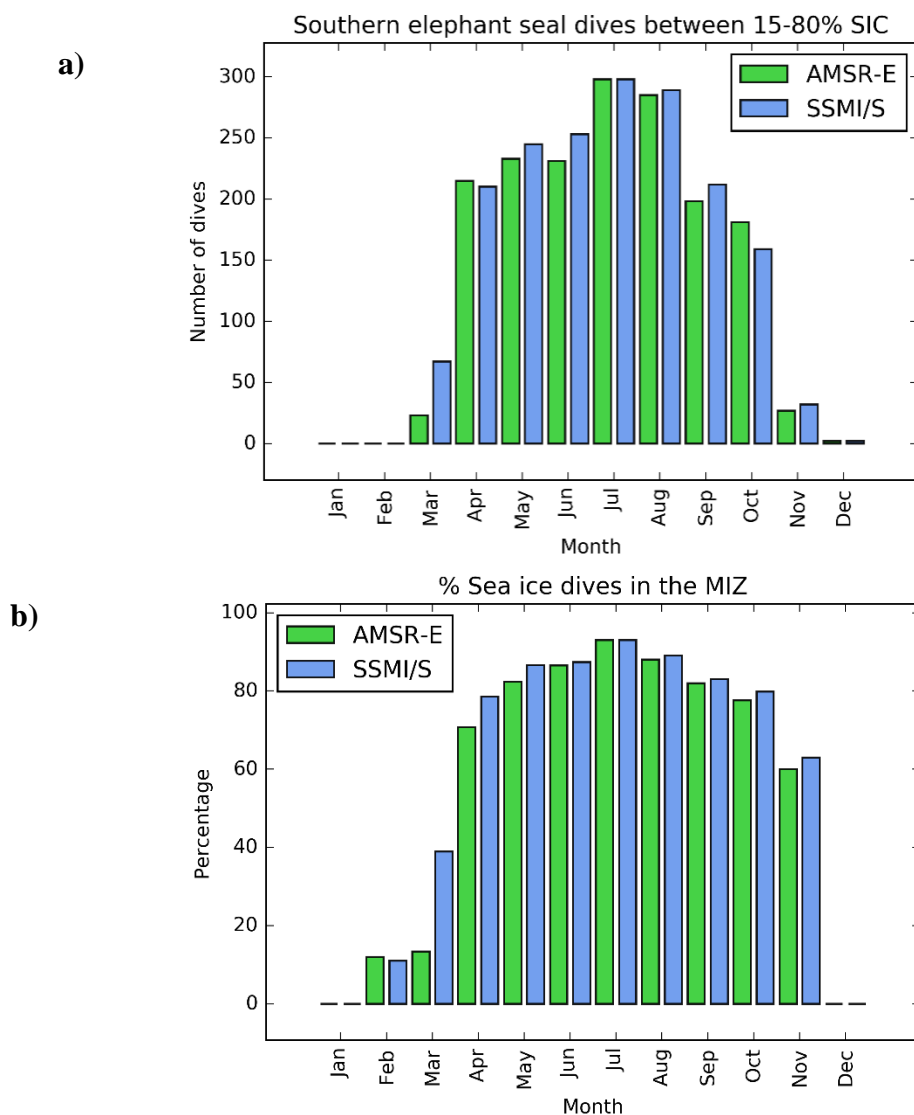 a)
Southern elephant seal dives between 15-80% SIC
AMSR-E
SSMI/S
Number of dives
300
250
200
150
100
50
0
Jan Feb Mar Apr May Jun Jul Aug Sep Oct Nov Dec
Month
b)
% Sea ice dives in the MIZ
AMSR-E
SSMI/S
Percentage
100
80
60
40
20
0
Jan Feb Mar Apr May Jun Jul Aug Sep Oct Nov Dec
Month